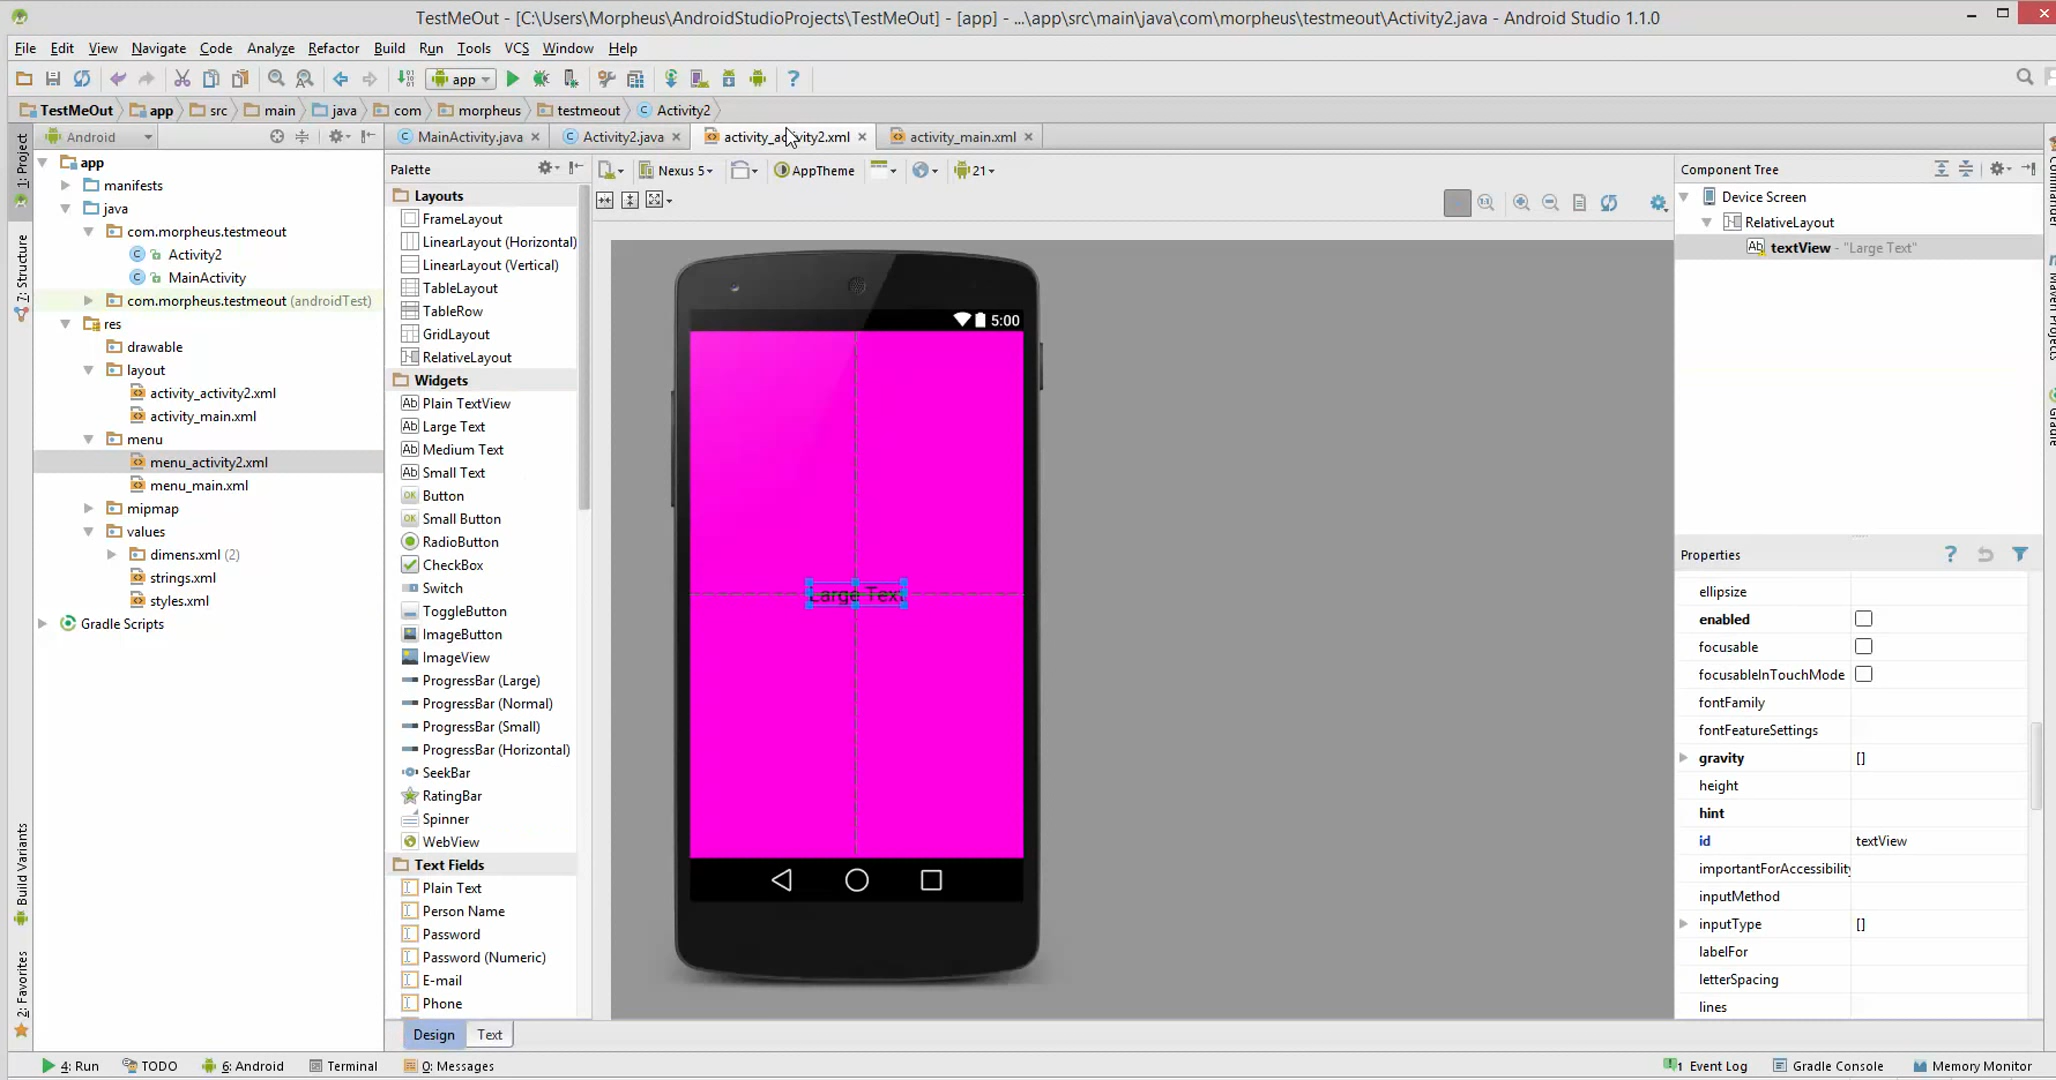 TestMeOut - [C:\Users\Morpheus\AndroidStudioProjects\TestMeOut] - [app] - ...\app\src\main\java\com\morpheus\testmeout\Activity2.java - Android Studio 1.1.0
File Edit View Navigate Code Analyze Refactor Build Run Tools VCS Window Help
app
TestMeOut app src main java com morpheus testmeout Activity2
1: Project
7: Structure
Build Variants
2: Favorites
Android
app
manifests
java
com.morpheus.testmeout
Activity2
MainActivity
com.morpheus.testmeout (androidTest)
res
drawable
layout
activity_activity2.xml
activity_main.xml
menu
menu_activity2.xml
menu_main.xml
mipmap
values
dimens.xml (2)
strings.xml
styles.xml
Gradle Scripts
MainActivity.java Activity2.java activity_activity2.xml activity_main.xml
Palette
Layouts
FrameLayout
LinearLayout (Horizontal)
LinearLayout (Vertical)
TableLayout
TableRow
GridLayout
RelativeLayout
Widgets
Plain TextView
Large Text
Medium Text
Small Text
Button
Small Button
RadioButton
CheckBox
Switch
ToggleButton
ImageButton
ImageView
ProgressBar (Large)
ProgressBar (Normal)
ProgressBar (Small)
ProgressBar (Horizontal)
SeekBar
RatingBar
Spinner
WebView
Text Fields
Plain Text
Person Name
Password
Password (Numeric)
E-mail
Phone
Design Text
Nexus 5 AppTheme 21
5:00
Large Text
Component Tree
Device Screen
RelativeLayout
textView - "Large Text"
Properties
ellipsize
enabled
focusable
focusableInTouchMode
fontFamily
fontFeatureSettings
gravity []
height
hint
id textView
importantForAccessibility
inputMethod
inputType []
labelFor
letterSpacing
lines
Commander
Maven Projects
Gradle
4: Run TODO 6: Android Terminal 0: Messages
1 Event Log Gradle Console Memory Monitor